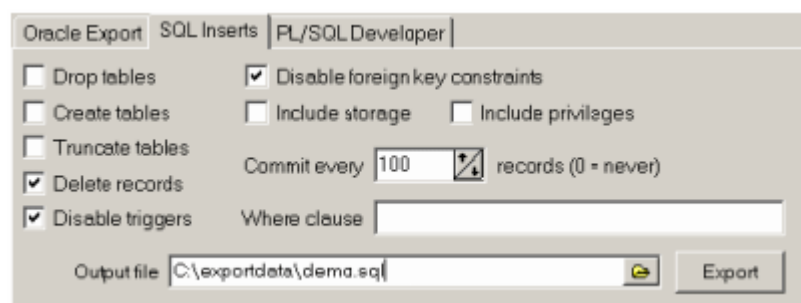 Oracle Export SQL Inserts PL/SQL Developer
Drop tables Disable foreign key constraints
Create tables Include storage Include privileges
Truncate tables
Commit every 100 records (0 = never)
Delete records
Disable triggers Where clause
Output file C:\exportdata\demo.sql Export